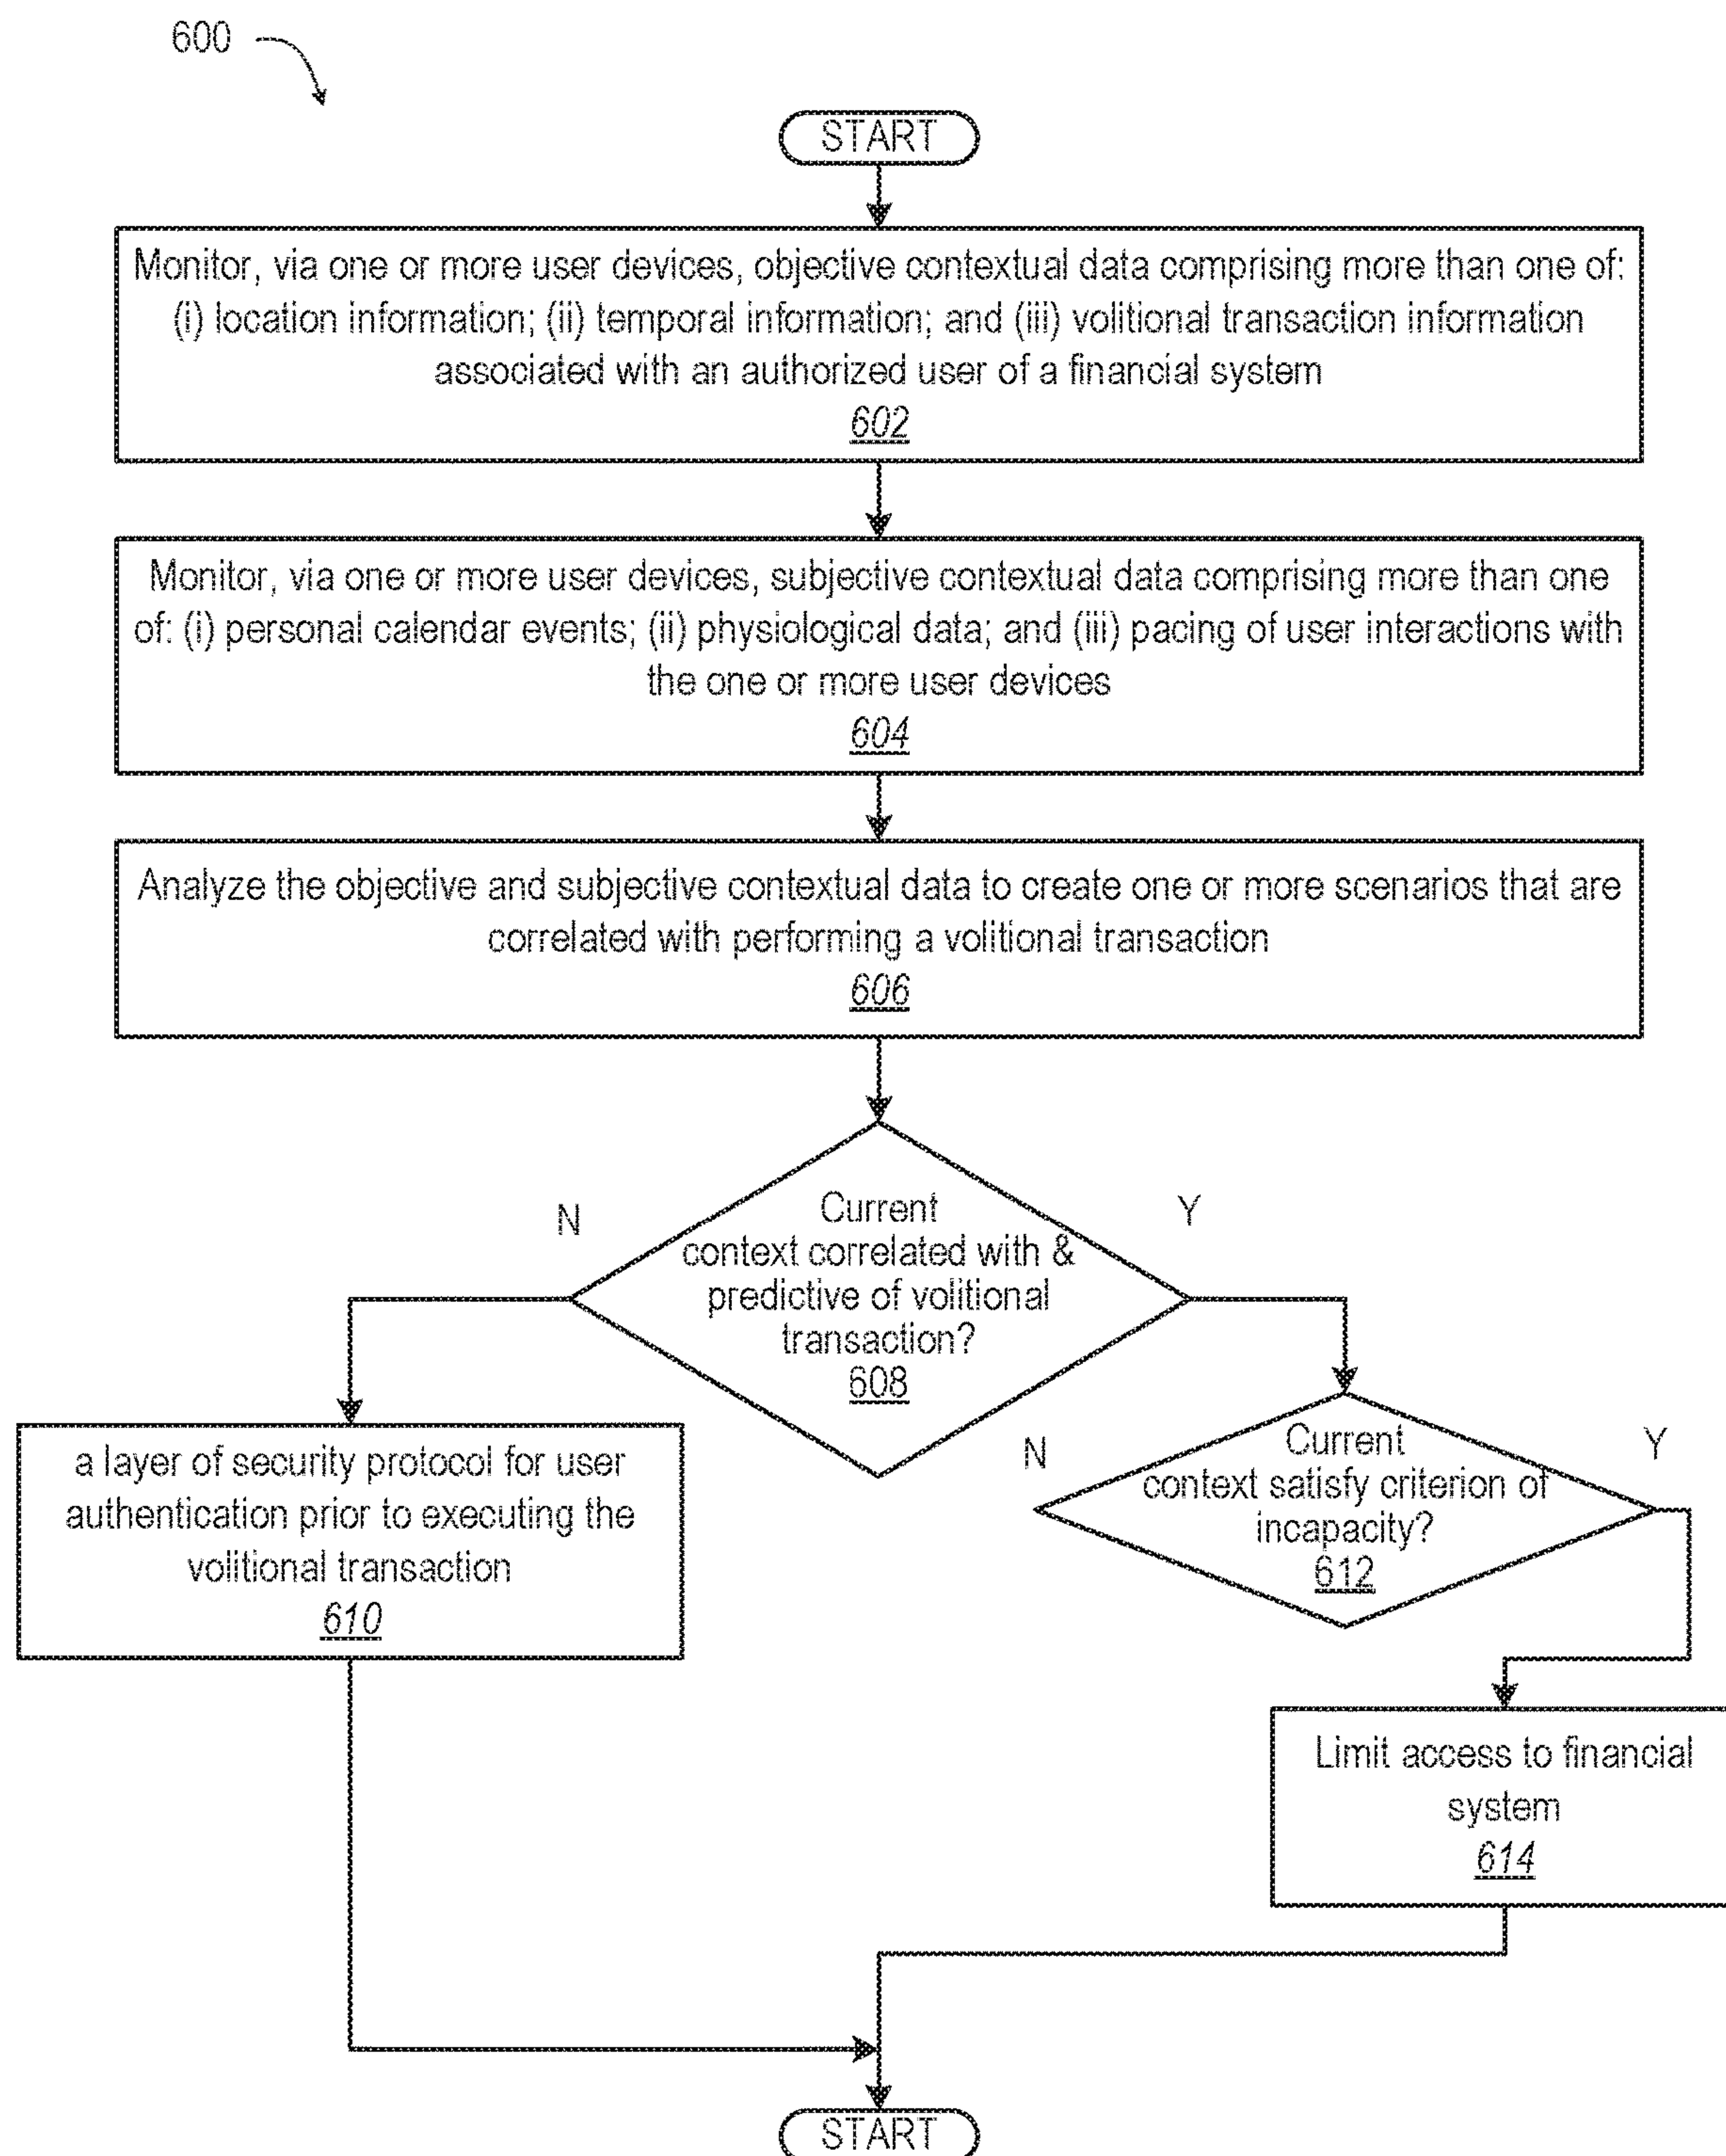 600
START
Monitor, via one or more user devices, objective contextual data comprising more than one of:
(i) location information; (ii) temporal information; and (iii) volitional transaction information
associated with an authorized user of a financial system
602
Monitor, via one or more user devices, subjective contextual data comprising more than one
of: (i) personal calendar events; (ii) physiological data; and (iii) pacing of user interactions with
the one or more user devices
604
Analyze the objective and subjective contextual data to create one or more scenarios that are
correlated with performing a volitional transaction
606
N
Y
Current
context correlated with &
predictive of volitional
transaction?
608
a layer of security protocol for user
authentication prior to executing the
volitional transaction
610
N
Y
Current
context satisfy criterion of
incapacity?
612
Limit access to financial
system
614
START